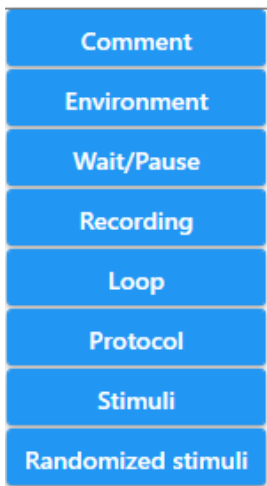 Comment
Environment
Wait/Pause
Recording
Loop
Protocol
Stimuli
Randomized stimuli